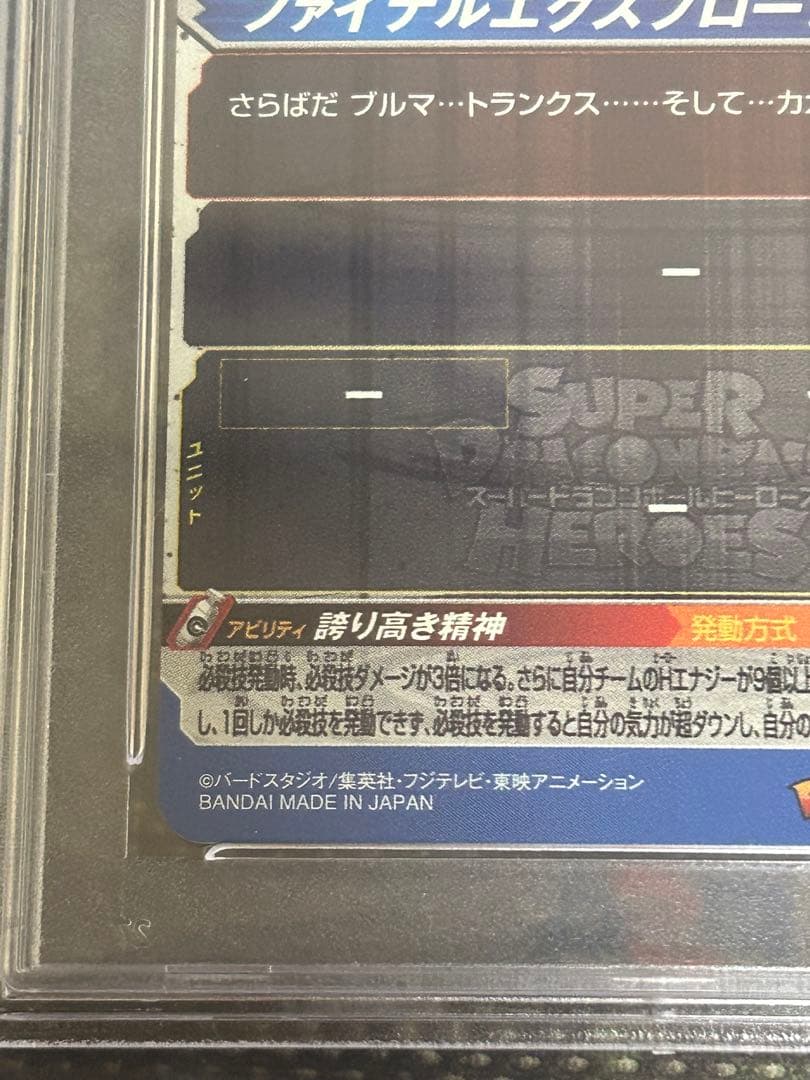 ファイナルエクスプロー
さらばだ ブルマ…トランクス……そして…カカ
ー
ー
SUPER
DRAGONBA
スーパードラゴンボールヒーロー
ー
HEROES
ユニット
アビリティ 誇り高き精神 発動方式
必殺技発動時、必殺技ダメージが3倍になる。さらに自分チームのHエナジーが9個以上
し、1回しか必殺技を発動できず、必殺技を発動すると自分の気力が超ダウンし、自分の
©バードスタジオ/集英社・フジテレビ・東映アニメーション
BANDAI MADE IN JAPAN